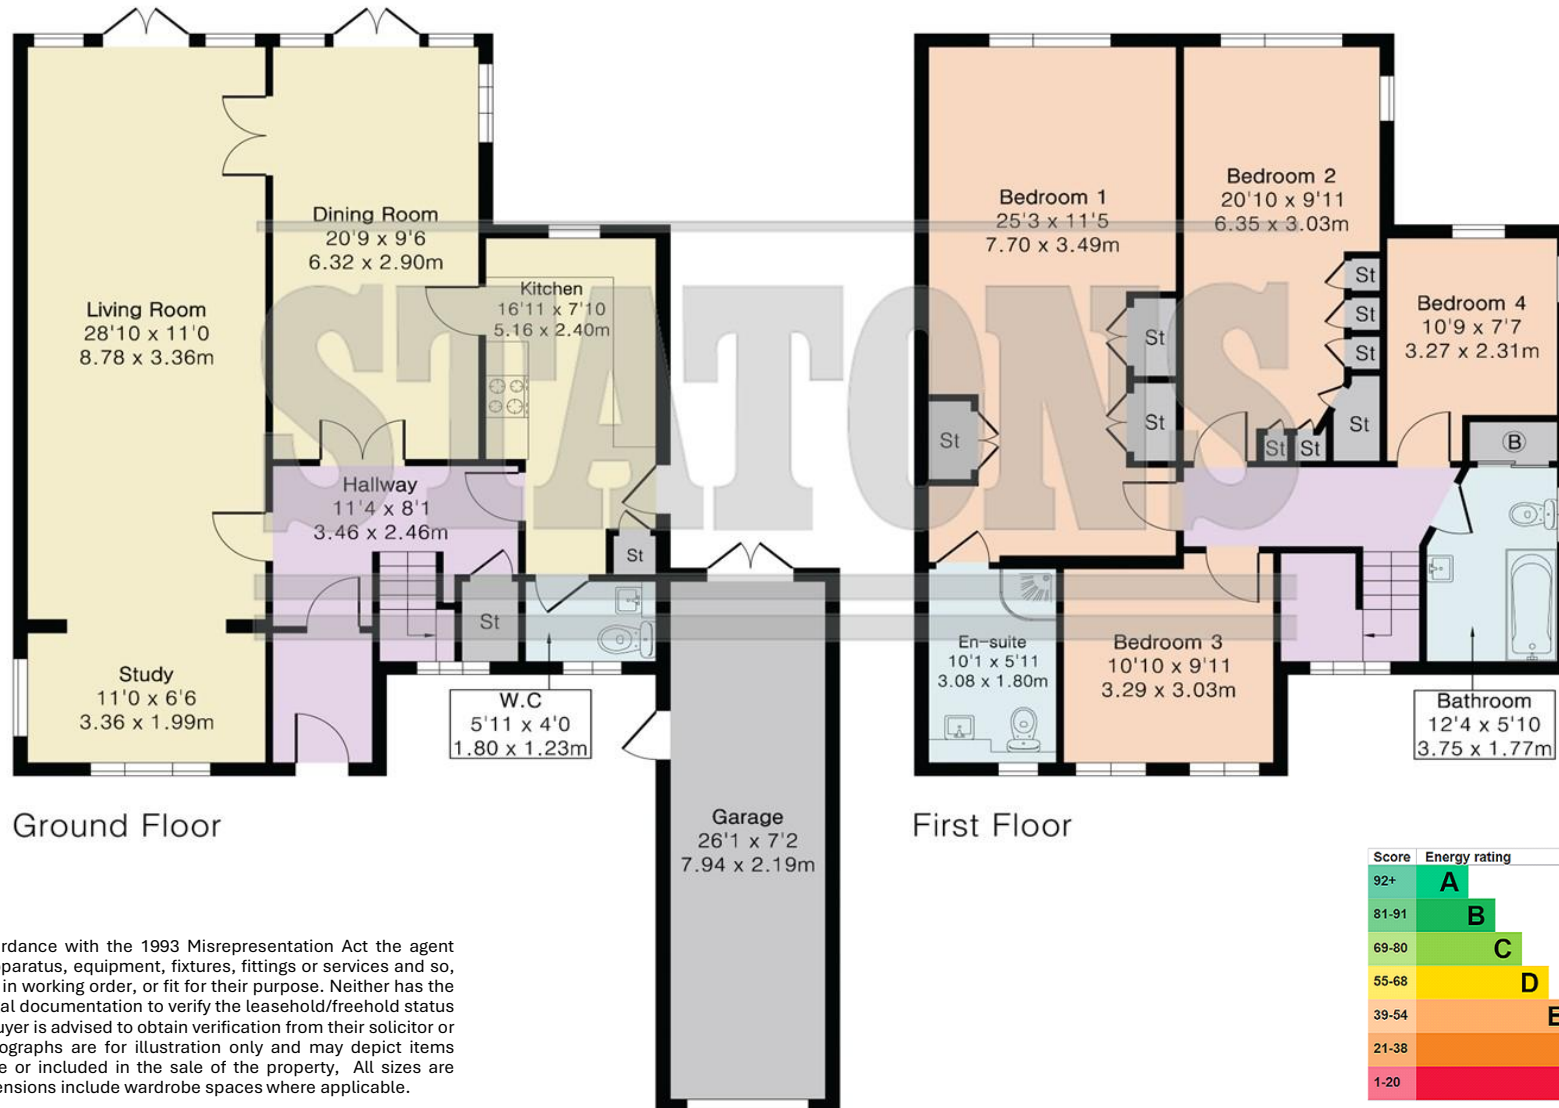 Living Room
28'10 x 11'0
8.78 x 3.36m
Dining Room
20'9 x 9'6
6.32 x 2.90m
Kitchen
16'11 x 7'10
5.16 x 2.40m
Hallway
11'4 x 8'1
3.46 x 2.46m
St
St
Study
11'0 x 6'6
3.36 x 1.99m
W.C
5'11 x 4'0
1.80 x 1.23m
Garage
26'1 x 7'2
7.94 x 2.19m
Ground Floor
STATONS
Bedroom 1
25'3 x 11'5
7.70 x 3.49m
Bedroom 2
20'10 x 9'11
6.35 x 3.03m
St
St
St
St
St
St
St
St
St
Bedroom 4
10'9 x 7'7
3.27 x 2.31m
B
En-suite
10'1 x 5'11
3.08 x 1.80m
Bedroom 3
10'10 x 9'11
3.29 x 3.03m
Bathroom
12'4 x 5'10
3.75 x 1.77m
First Floor
Score Energy rating
92+ A
81-91 B
69-80 C
55-68 D
39-54 E
21-38
1-20
rdance with the 1993 Misrepresentation Act the agent
paratus, equipment, fixtures, fittings or services and so,
in working order, or fit for their purpose. Neither has the
al documentation to verify the leasehold/freehold status
uyer is advised to obtain verification from their solicitor or
ographs are for illustration only and may depict items
e or included in the sale of the property, All sizes are
ensions include wardrobe spaces where applicable.